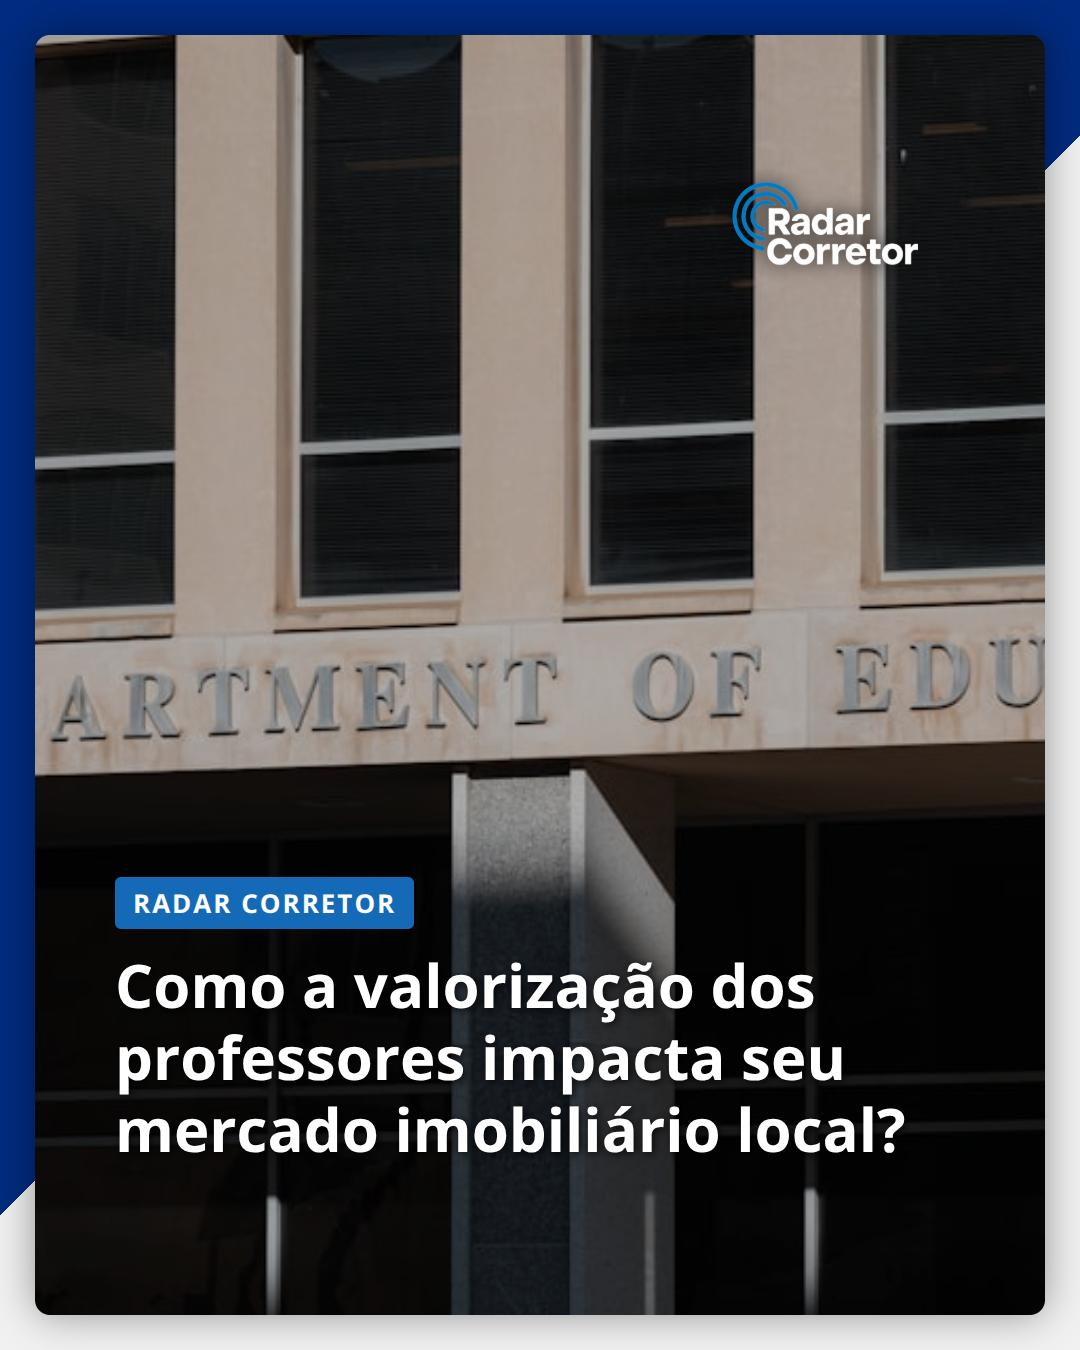 Radar
Corretor
ARTMENT OF EDU
RADAR CORRETOR
Como a valorização dos
professores impacta seu
mercado imobiliário local?